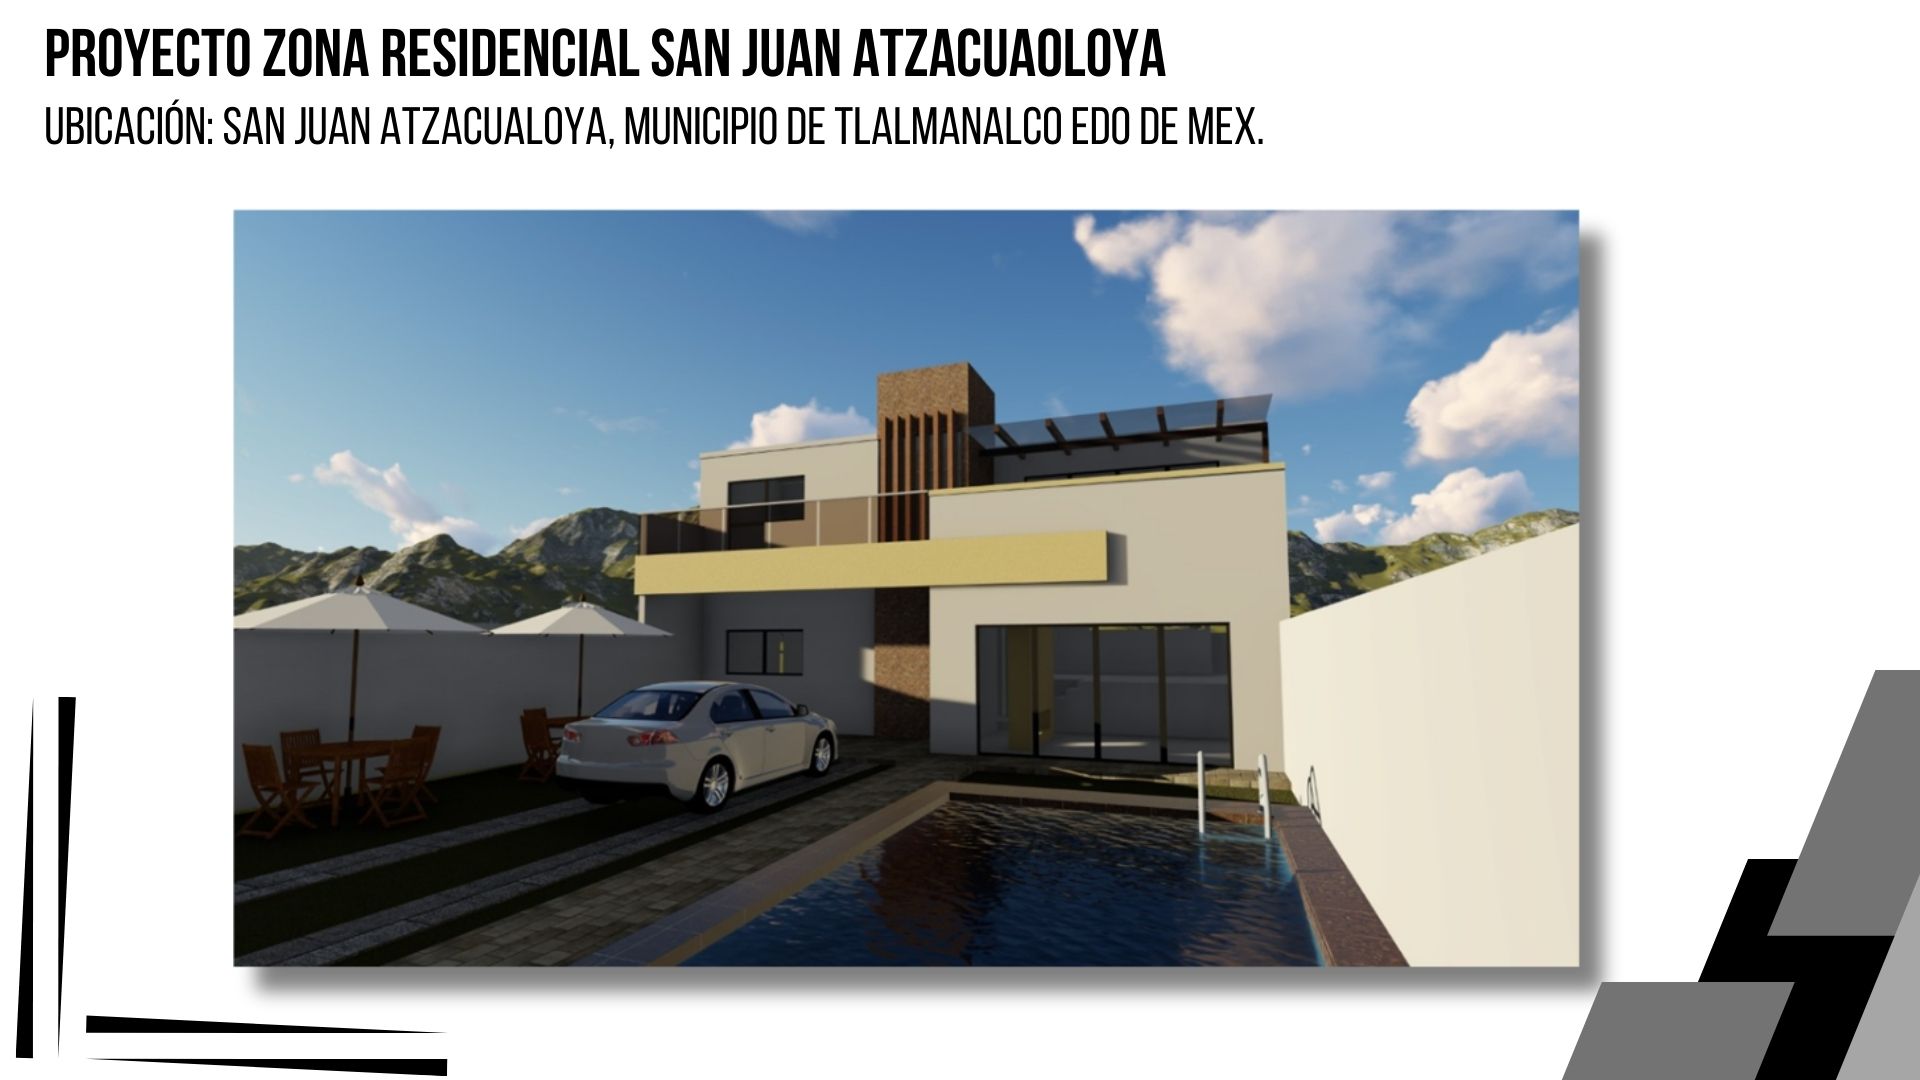 PROYECTO ZONA RESIDENCIAL SAN JUAN ATZACUAOLOYA
UBICACIÓN: SAN JUAN ATZACUALOYA, MUNICIPIO DE TLALMANALCO EDO DE MEX.